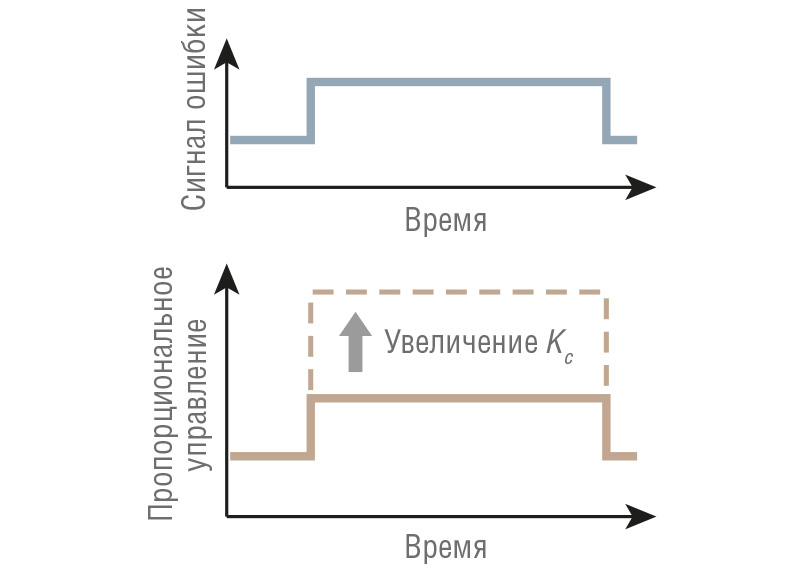 Сигнал ошибки
Время
Пропорциональное
управление
Увеличение Kc
Время